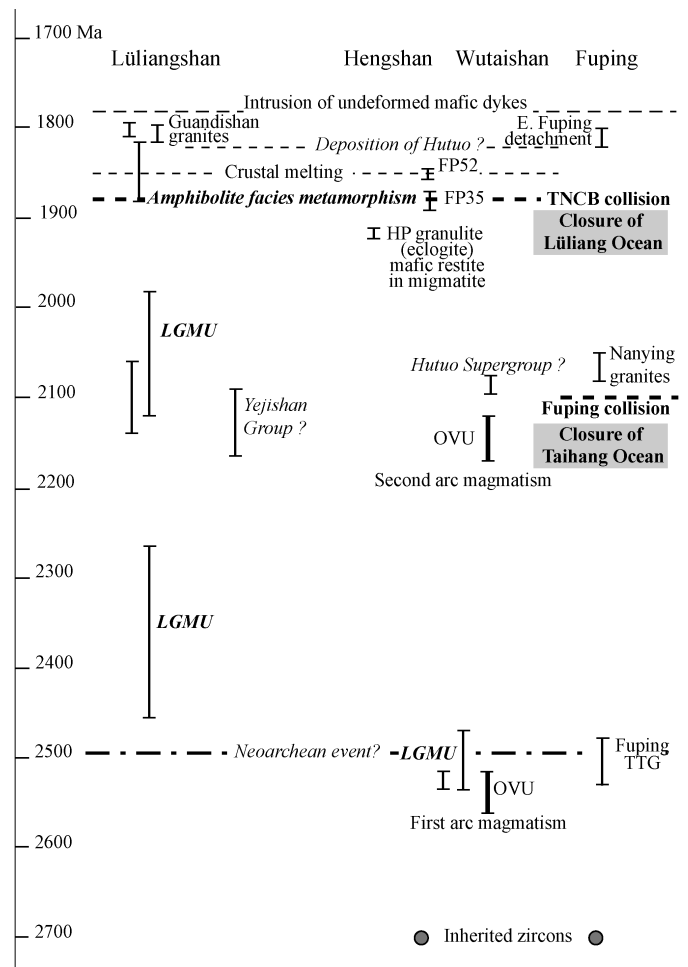 1700 Ma
Lüliangshan Hengshan Wutaishan Fuping
Intrusion of undeformed mafic dykes
1800
Guandishan
granites
E. Fuping
detachment
Deposition of Hutuo ?
Crustal melting
FP52
Amphibolite facies metamorphism
FP35
TNCB collision
1900
Closure of
Lüliang Ocean
HP granulite
(eclogite)
mafic restite
in migmatite
2000
LGMU
Hutuo Supergroup ?
Nanying
granites
2100
Yejishan
Group ?
Fuping collision
OVU
Closure of
Taihang Ocean
2200
Second arc magmatism
2300
LGMU
2400
2500
Neoarchean event?
LGMU
Fuping
TTG
OVU
First arc magmatism
2600
2700
Inherited zircons